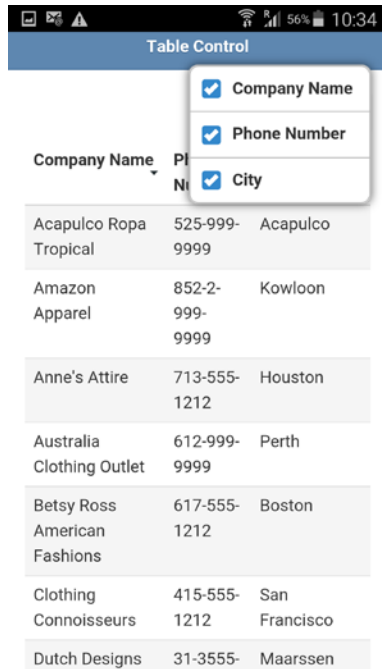 R 56% 10:34
Table Control
Company Name
Phone Number
City
Company Name
Acapulco Ropa 525-999- Acapulco
Tropical 9999
Amazon 852-2- Kowloon
Apparel 999-
9999
Anne's Attire 713-555- Houston
1212
Australia 612-999- Perth
Clothing Outlet 9999
Betsy Ross 617-555- Boston
American 1212
Fashions
Clothing 415-555- San
Connoisseurs 1212 Francisco
Dutch Designs 31-3555- Maarssen